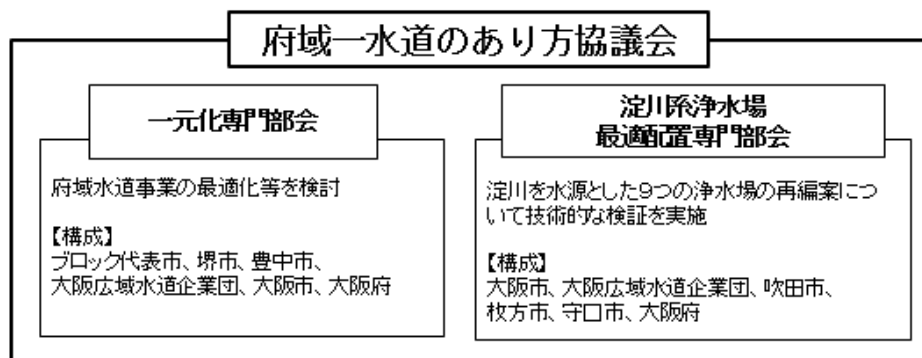 府域一水道のあり方協議会
一元化専門部会
府域水道事業の最適化等を検討
【構成】
ブロック代表市、堺市、豊中市、
大阪広域水道企業団、大阪市、大阪府
淀川系浄水場
最適配置専門部会
淀川を水源とした9つの浄水場の再編案につ
いて技術的な検証を実施
【構成】
大阪市、大阪広域水道企業団、吹田市、
枚方市、守口市、大阪府